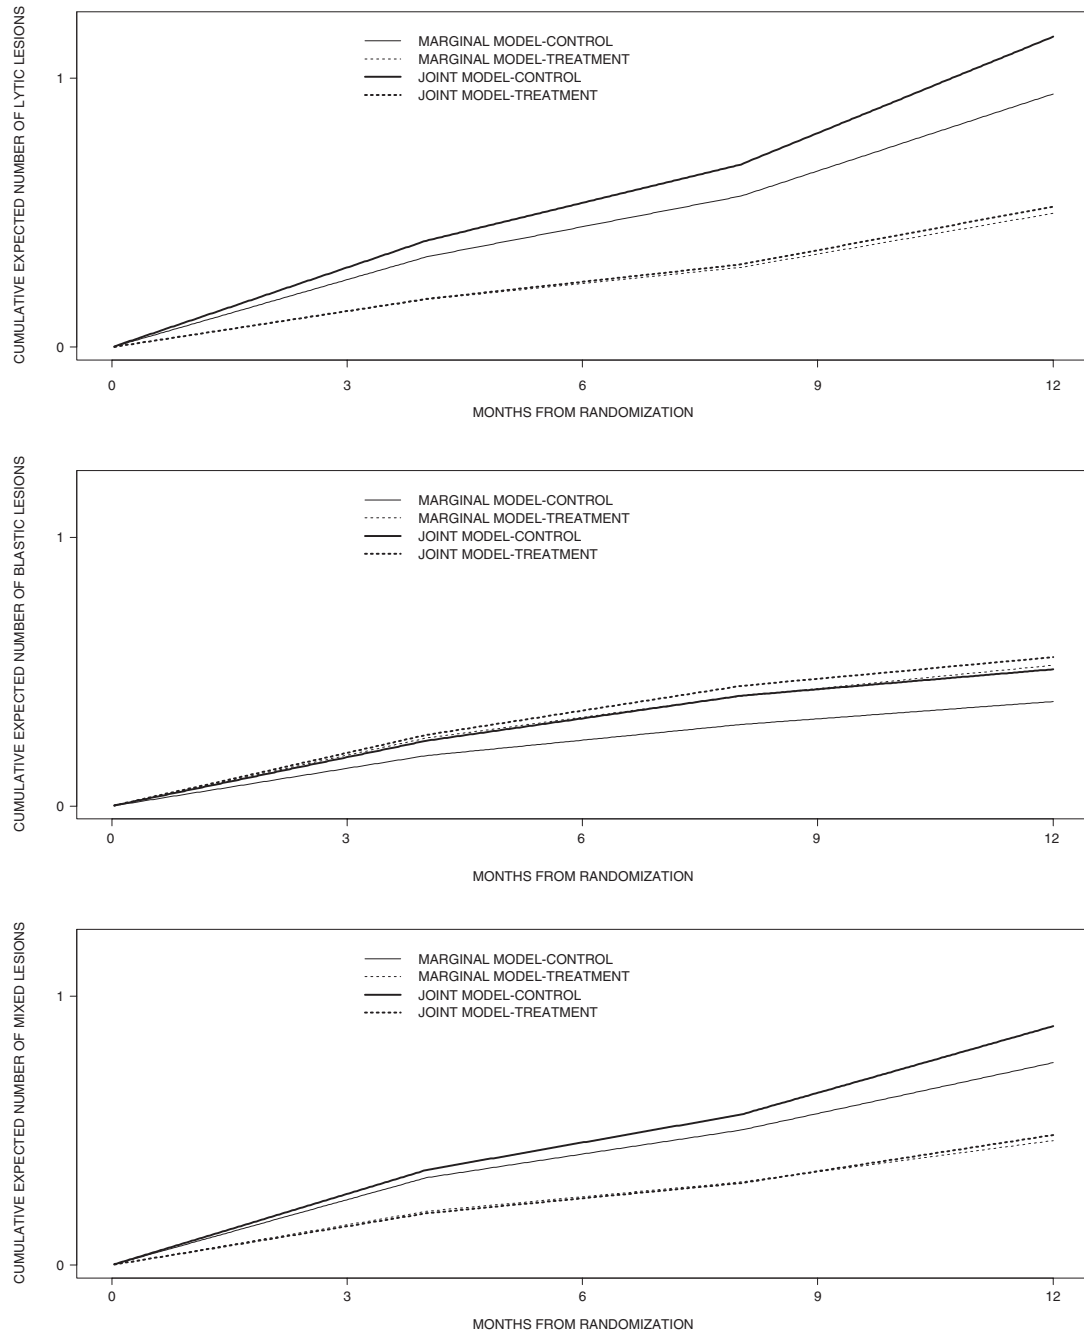 CUMULATIVE EXPECTED NUMBER OF LYTIC LESIONS
MARGINAL MODEL-CONTROL
MARGINAL MODEL-TREATMENT
JOINT MODEL-CONTROL
JOINT MODEL-TREATMENT
1
0
0 3 6 9 12
MONTHS FROM RANDOMIZATION
CUMULATIVE EXPECTED NUMBER OF BLASTIC LESIONS
MARGINAL MODEL-CONTROL
MARGINAL MODEL-TREATMENT
JOINT MODEL-CONTROL
JOINT MODEL-TREATMENT
1
0
0 3 6 9 12
MONTHS FROM RANDOMIZATION
CUMULATIVE EXPECTED NUMBER OF MIXED LESIONS
MARGINAL MODEL-CONTROL
MARGINAL MODEL-TREATMENT
JOINT MODEL-CONTROL
JOINT MODEL-TREATMENT
1
0
0 3 6 9 12
MONTHS FROM RANDOMIZATION